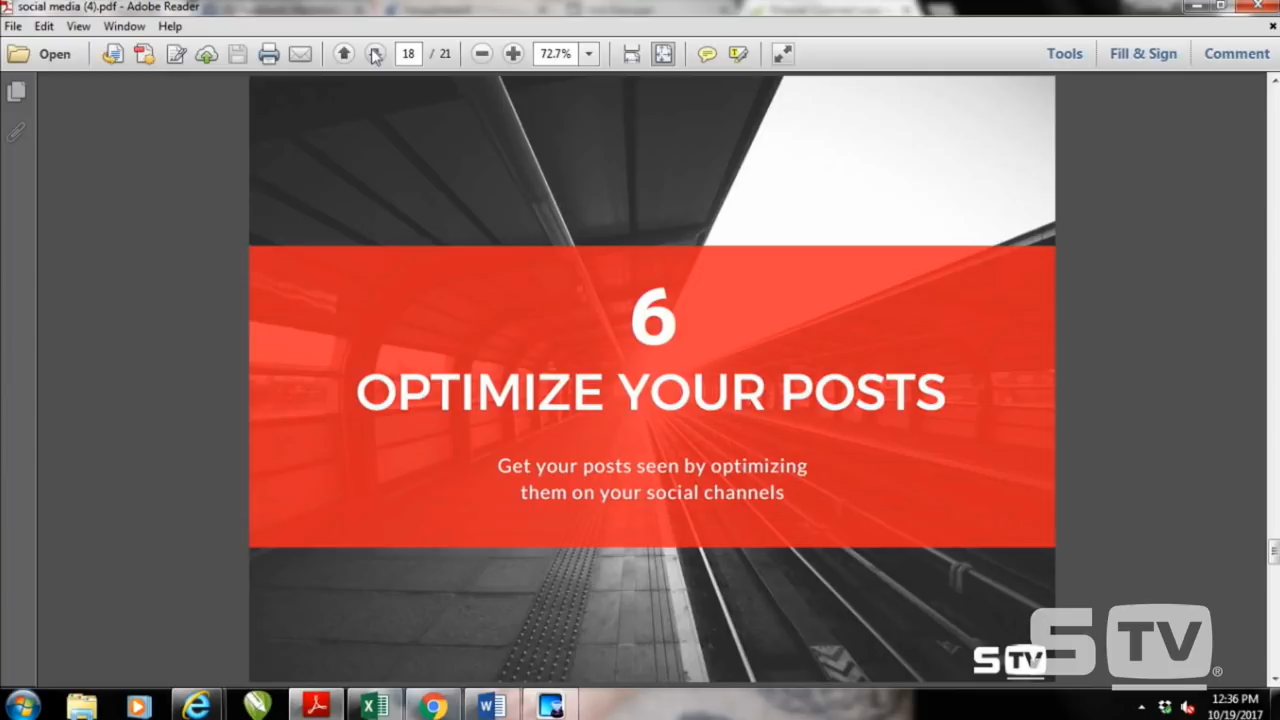 social media (4).pdf - Adobe Reader
File Edit View Window Help
Open 18 / 21 72.7% Tools Fill & Sign Comment
6
OPTIMIZE YOUR POSTS
Get your posts seen by optimizing
them on your social channels
STV
STV®
12:36 PM
10/19/2017